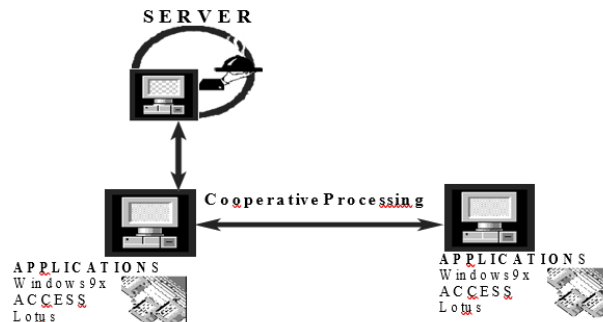 SERVER
Cooperative Processing
APPLICATIONS
Windows9x
ACCESS
Lotus
APPLICATIONS
Windows9x
ACCESS
Lotus